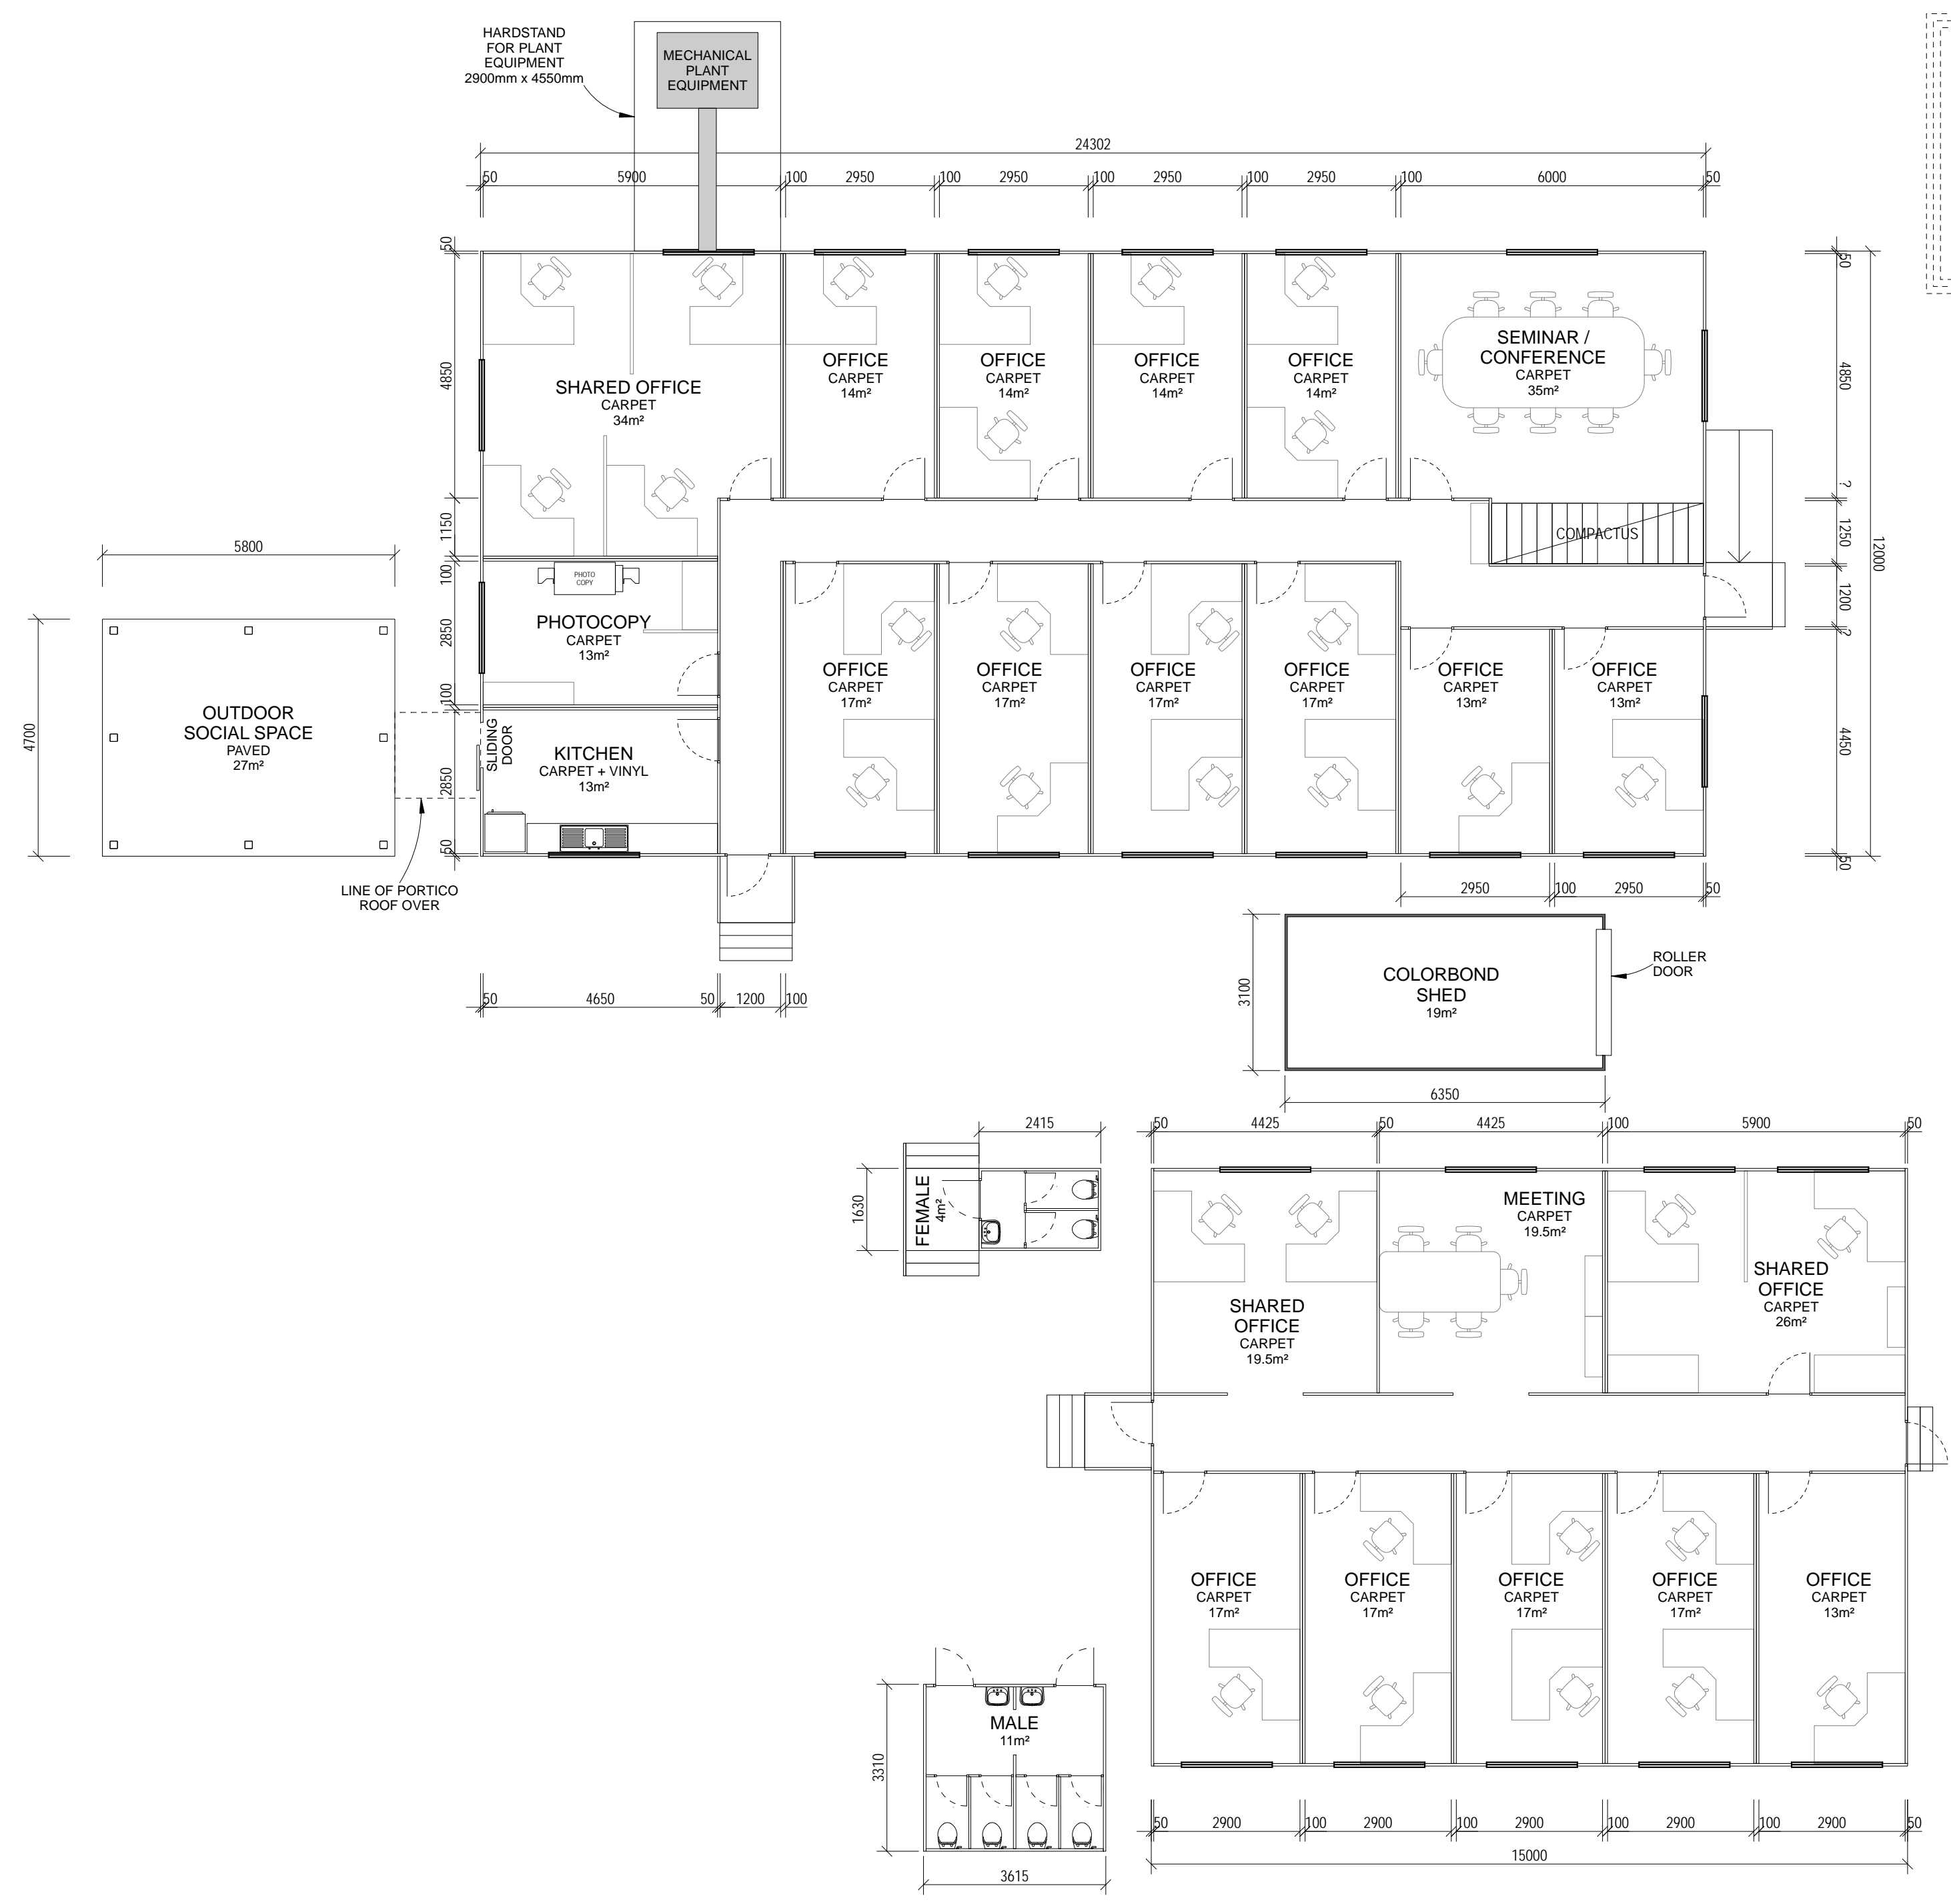 HARDSTAND
FOR PLANT
EQUIPMENT
2900mm x 4550mm
MECHANICAL
PLANT
EQUIPMENT
24302
50
5900
100
2950
100
2950
100
2950
100
2950
100
6000
50
50
4850
1150
100
2850
100
2850
50
50
4850
?
1250
1200
?
4450
50
12000
SHARED OFFICE
CARPET
34m²
OFFICE
CARPET
14m²
OFFICE
CARPET
14m²
OFFICE
CARPET
14m²
OFFICE
CARPET
14m²
SEMINAR /
CONFERENCE
CARPET
35m²
COMPACTUS
5800
4700
OUTDOOR
SOCIAL SPACE
PAVED
27m²
PHOTO
COPY
PHOTOCOPY
CARPET
13m²
SLIDING
DOOR
KITCHEN
CARPET + VINYL
13m²
OFFICE
CARPET
17m²
OFFICE
CARPET
17m²
OFFICE
CARPET
17m²
OFFICE
CARPET
17m²
OFFICE
CARPET
13m²
OFFICE
CARPET
13m²
LINE OF PORTICO
ROOF OVER
2950
100
2950
50
50
4650
50
1200
100
3100
COLORBOND
SHED
19m²
ROLLER
DOOR
6350
2415
1630
FEMALE
4m²
50
4425
50
4425
100
5900
50
SHARED
OFFICE
CARPET
19.5m²
MEETING
CARPET
19.5m²
SHARED
OFFICE
CARPET
26m²
OFFICE
CARPET
17m²
OFFICE
CARPET
17m²
OFFICE
CARPET
17m²
OFFICE
CARPET
17m²
OFFICE
CARPET
13m²
MALE
11m²
3310
3615
50
2900
100
2900
100
2900
100
2900
100
2900
50
15000